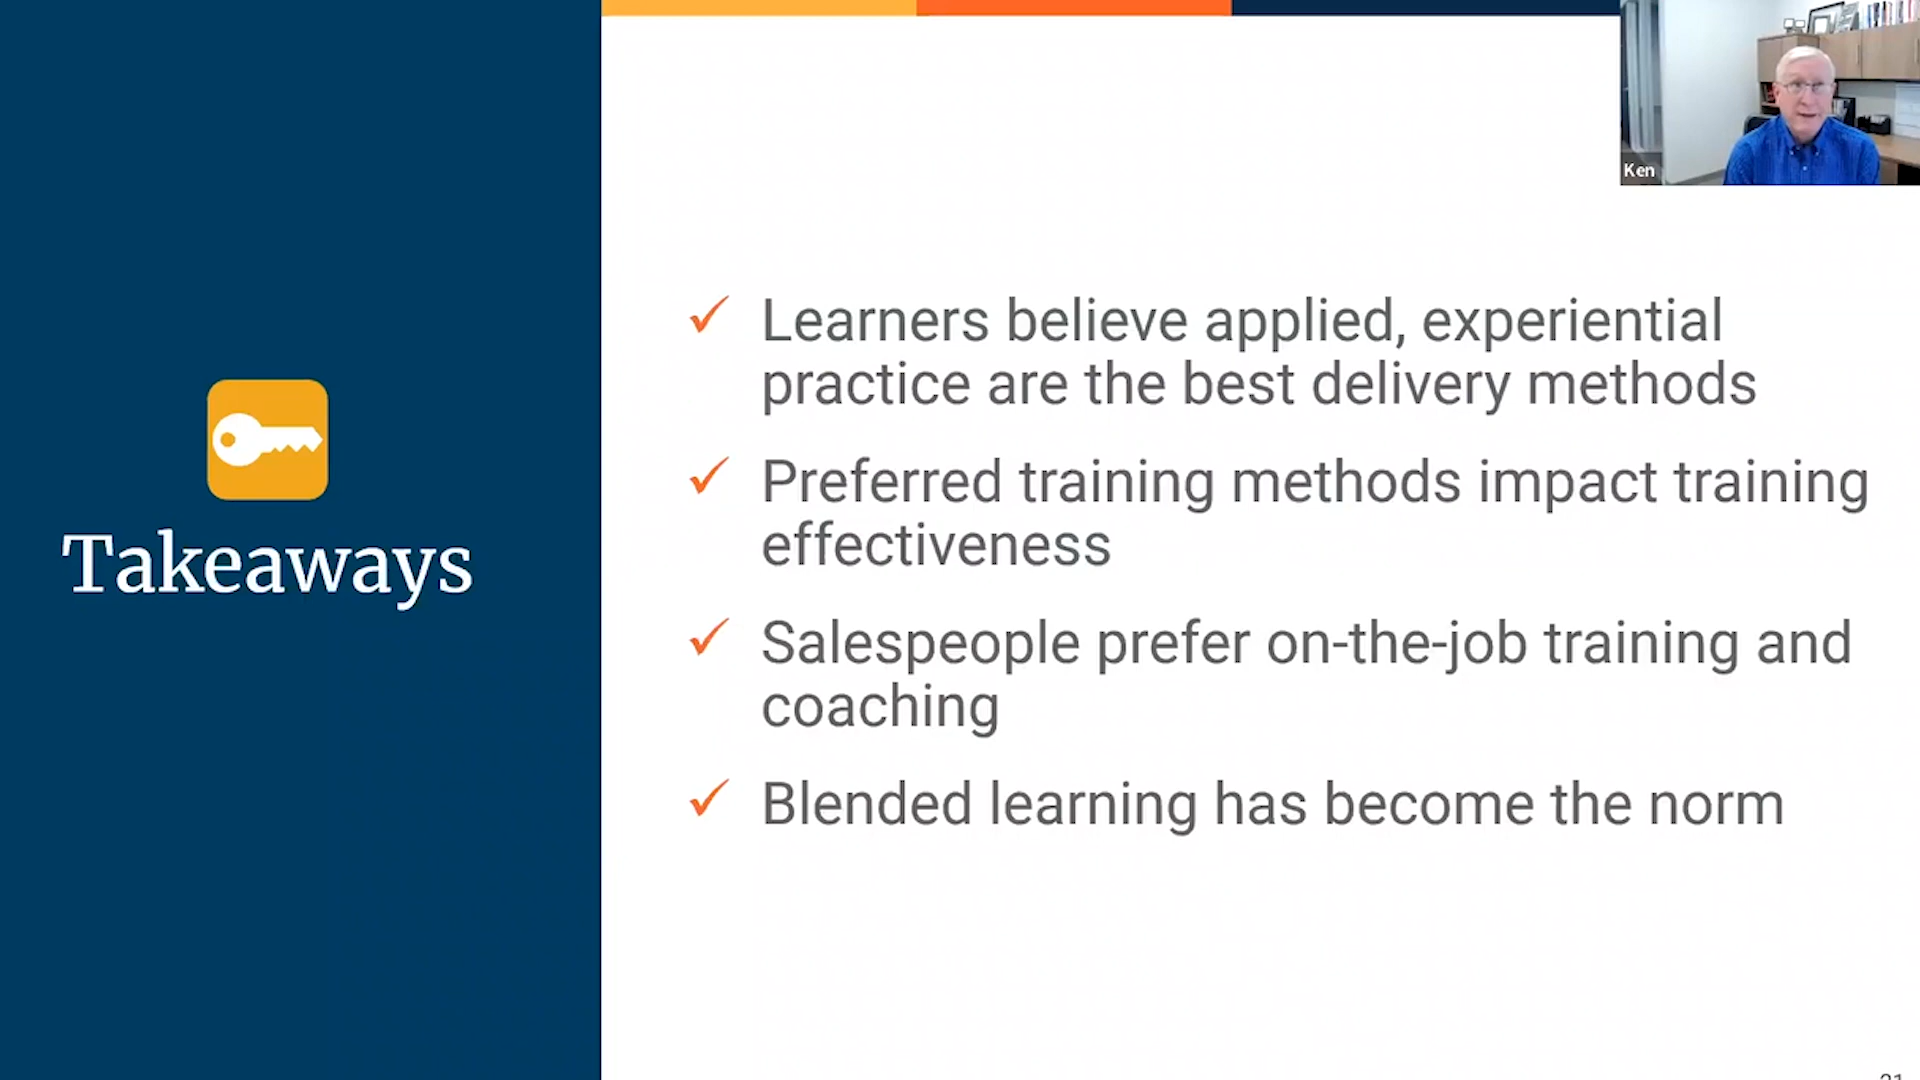 Ken
Takeaways
Learners believe applied, experiential
practice are the best delivery methods
Preferred training methods impact training
effectiveness
Salespeople prefer on-the-job training and
coaching
Blended learning has become the norm